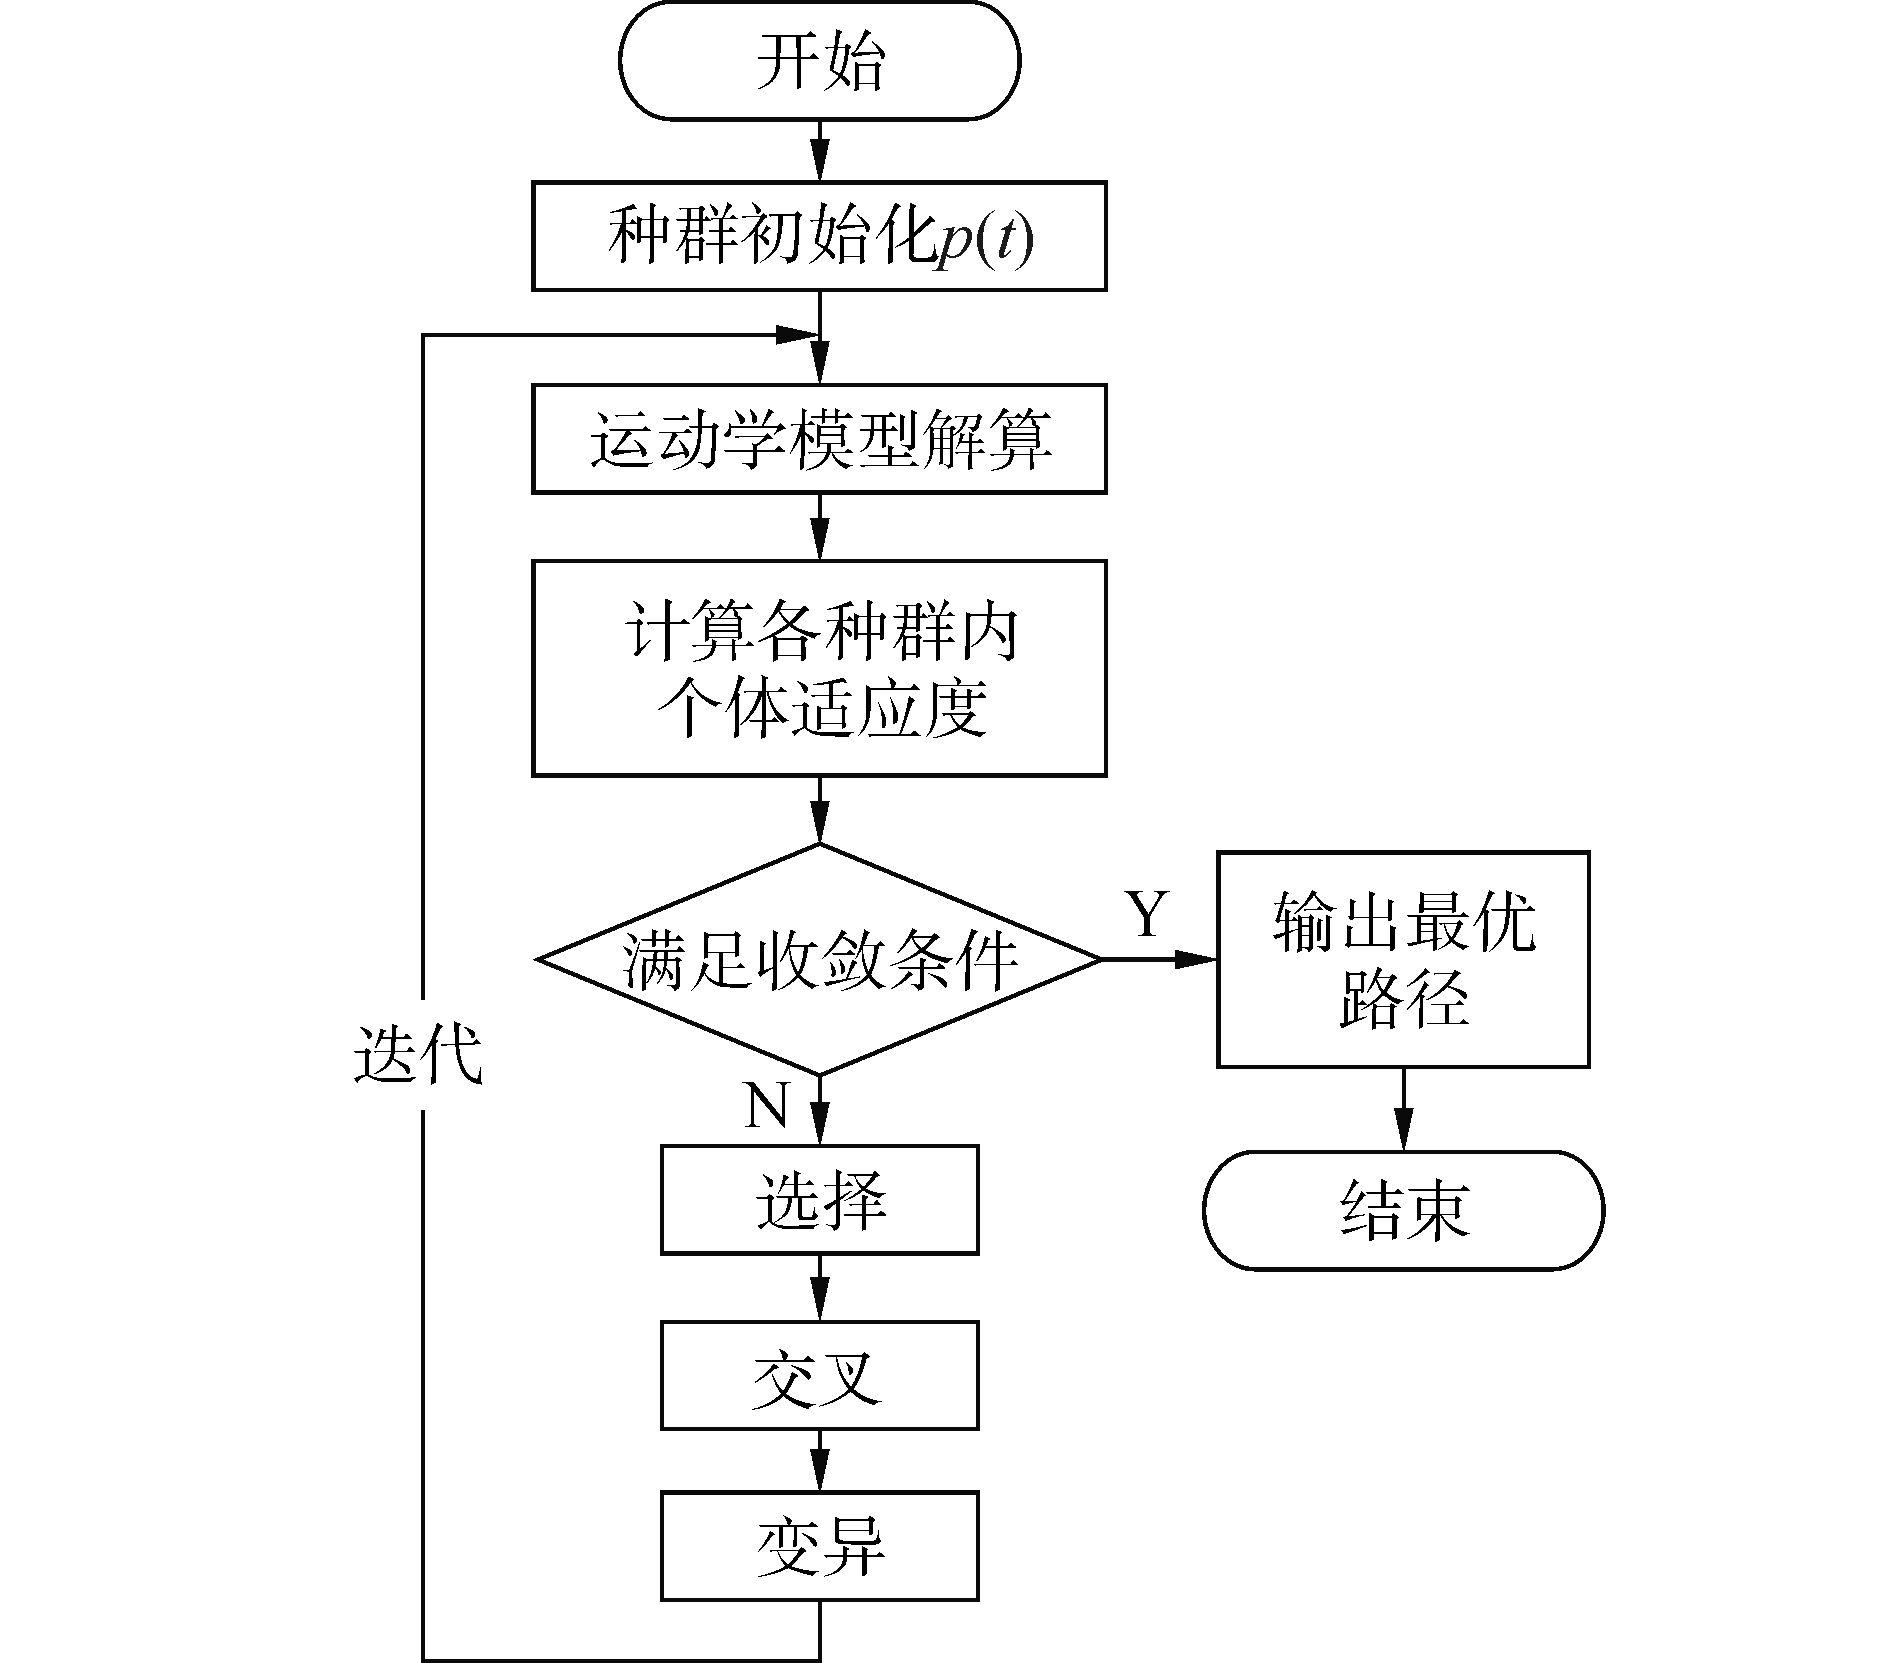 开始
种群初始化p(t)
运动学模型解算
计算各种群内
个体适应度
满足收敛条件
Y
输出最优
路径
结束
N
迭代
选择
交叉
变异